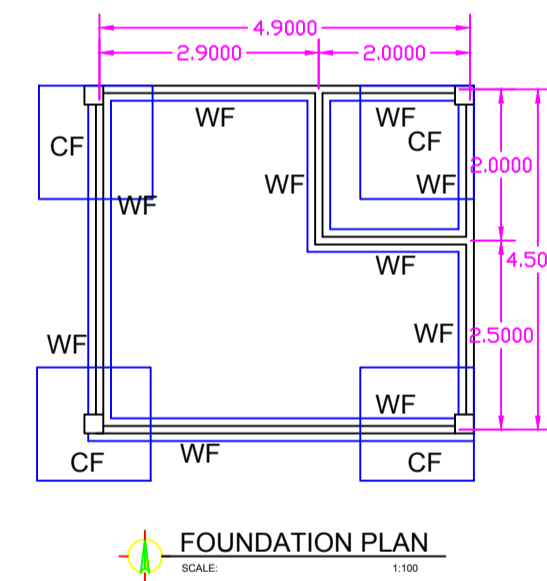 4.9000
2.9000 2.0000
WF WF
CF CF
2.0000
WF WF
WF
4.50
WF
WF 2.5000
WF
WF
CF WF CF
FOUNDATION PLAN
SCALE: 1:100